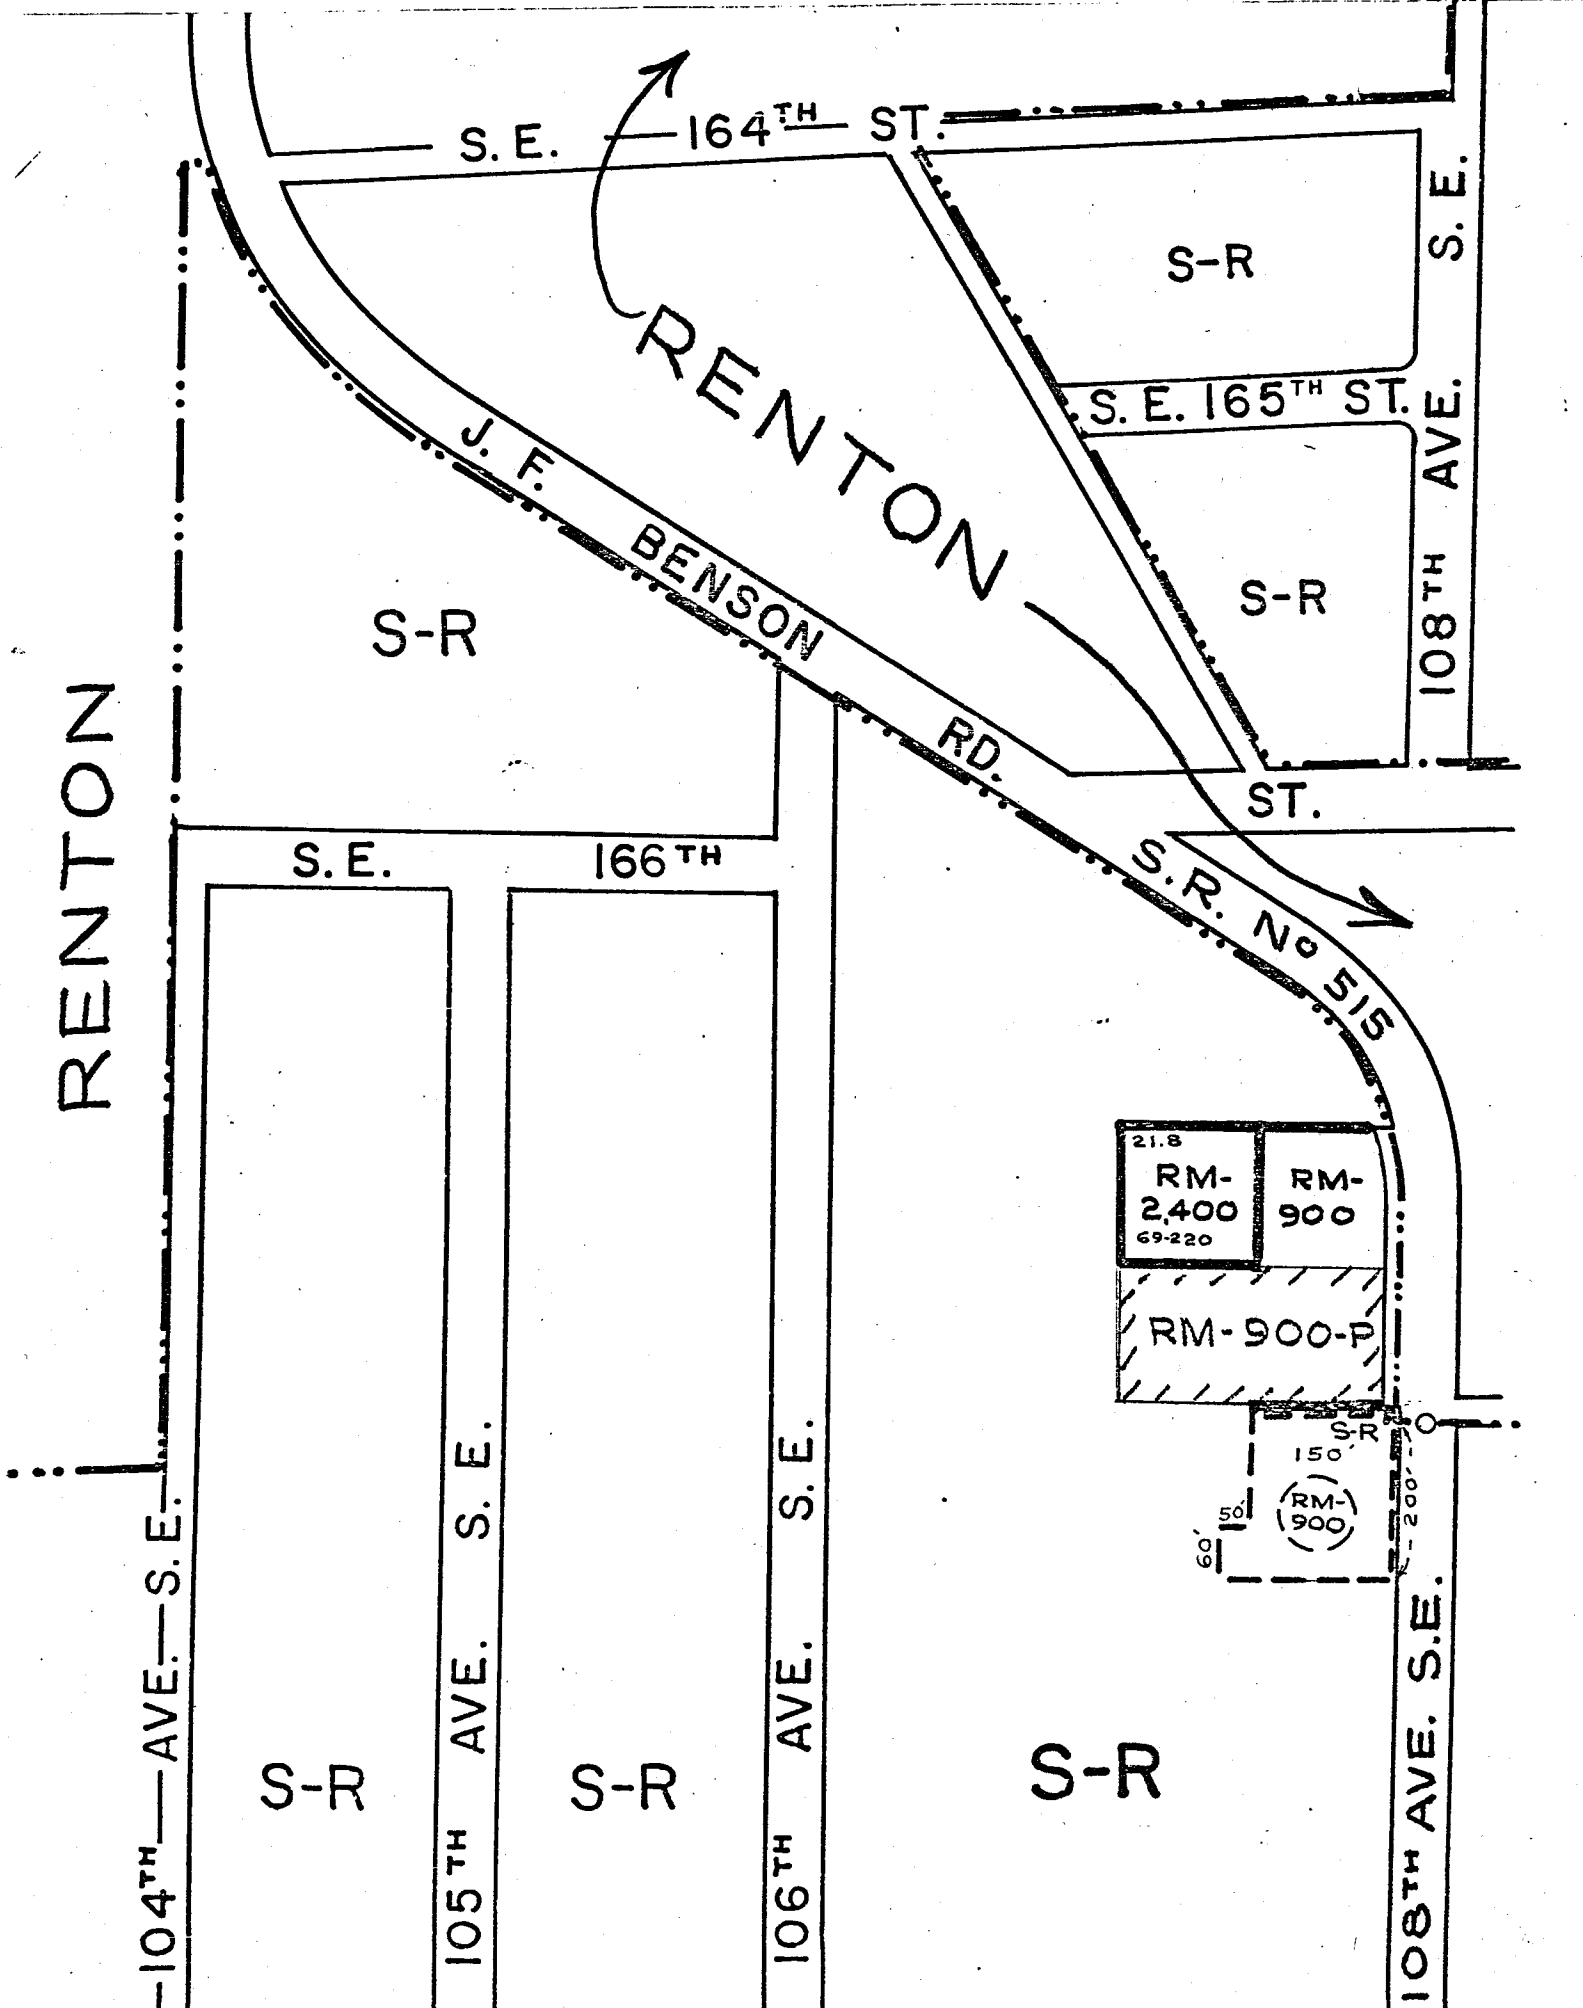 S. E. 164TH ST.
S. E.
S-R
RENTON
S. E. 165TH ST.
108TH AVE.
J. F. BENSON RD.
S-R
S-R
RENTON
ST.
S. E. 166TH
S. R. No 515
21.8
RM-
2,400
69-220
RM-
900
RM-900-P
S-R
150'
RM-
900
50'
60'
200'
104TH AVE. S. E.
105TH AVE. S. E.
106TH AVE. S. E.
108TH AVE. S.E.
S-R
S-R
S-R